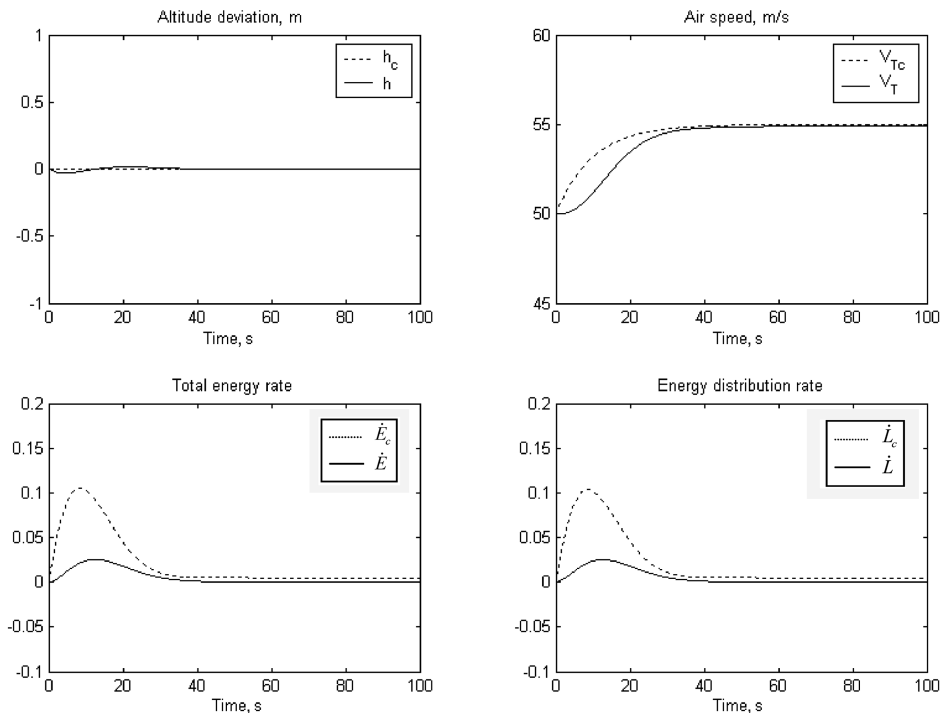 Altitude deviation, m
1
0.5
0
-0.5
-1
0
20
40
60
80
100
Time, s
h_c
h
Air speed, m/s
60
55
50
45
0
20
40
60
80
100
Time, s
V_Tc
V_T
Total energy rate
0.2
0.15
0.1
0.05
0
-0.05
-0.1
0
20
40
60
80
100
Time, s
Ė_c
Ė
Energy distribution rate
0.2
0.15
0.1
0.05
0
-0.05
-0.1
0
20
40
60
80
100
Time, s
L̇_c
L̇